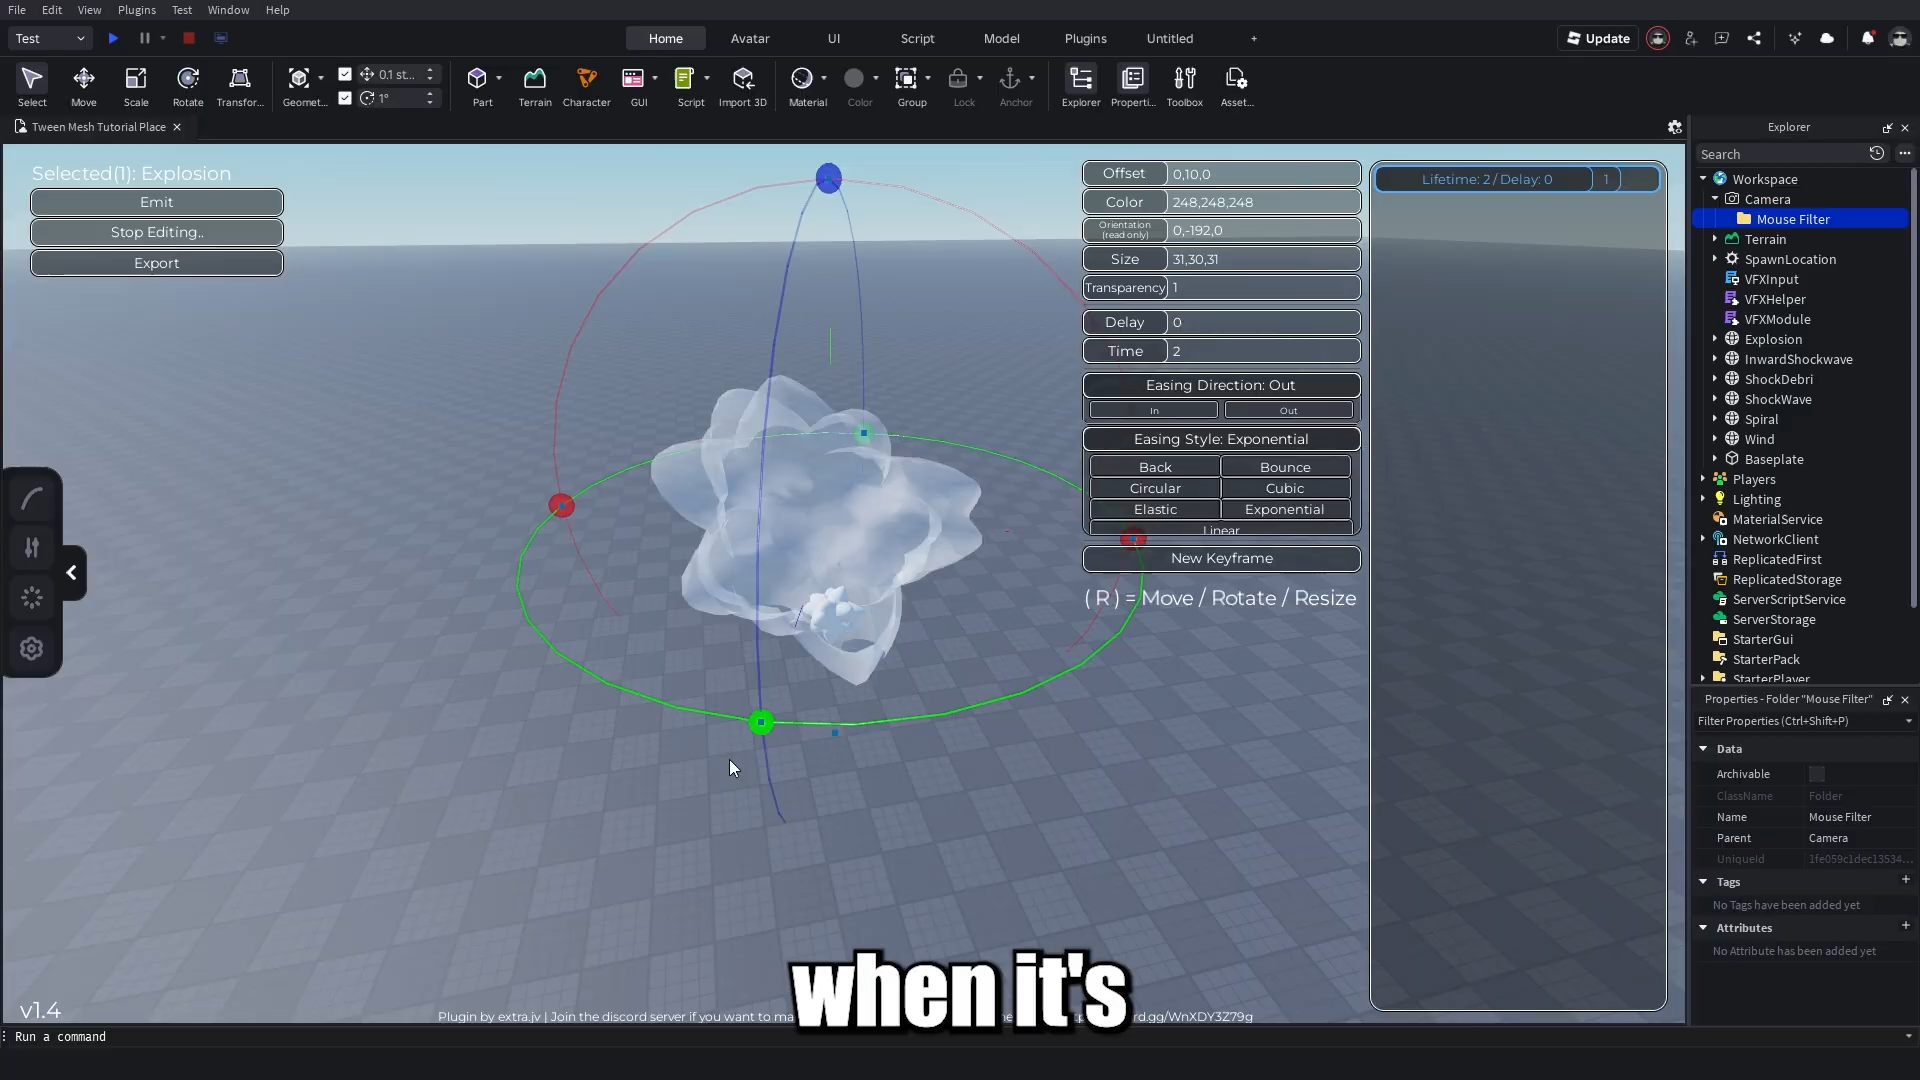 File Edit View Plugins Test Window Help
Test
Home Avatar UI Script Model Plugins Untitled +
Update
0.1 st...
1°
Select Move Scale Rotate Transfor... Geomet... Part Terrain Character GUI Script Import 3D Material Color Group Lock Anchor Explorer Properti... Toolbox Asset...
Tween Mesh Tutorial Place
Selected(1): Explosion
Emit
Stop Editing..
Export
Offset 0,10,0
Color 248,248,248
Orientation (read only) 0,-192,0
Size 31,30,31
Transparency 1
Delay 0
Time 2
Easing Direction: Out
In Out
Easing Style: Exponential
Back Bounce
Circular Cubic
Elastic Exponential
Linear
New Keyframe
( R ) = Move / Rotate / Resize
Lifetime: 2 / Delay: 0 1
Explorer
Search
Workspace
Camera
Mouse Filter
Terrain
SpawnLocation
VFXInput
VFXHelper
VFXModule
Explosion
InwardShockwave
ShockDebri
ShockWave
Spiral
Wind
Baseplate
Players
Lighting
MaterialService
NetworkClient
ReplicatedFirst
ReplicatedStorage
ServerScriptService
ServerStorage
StarterGui
StarterPack
StarterPlayer
Properties - Folder "Mouse Filter"
Filter Properties (Ctrl+Shift+P)
Data
Archivable
ClassName Folder
Name Mouse Filter
Parent Camera
UniqueId 1fe059c1dec13534...
Tags
No Tags have been added yet
Attributes
No Attribute has been added yet
when it's
v1.4
Plugin by extra.jv | Join the discord server if you want to
rd.gg/WnXDY3Z79g
Run a command